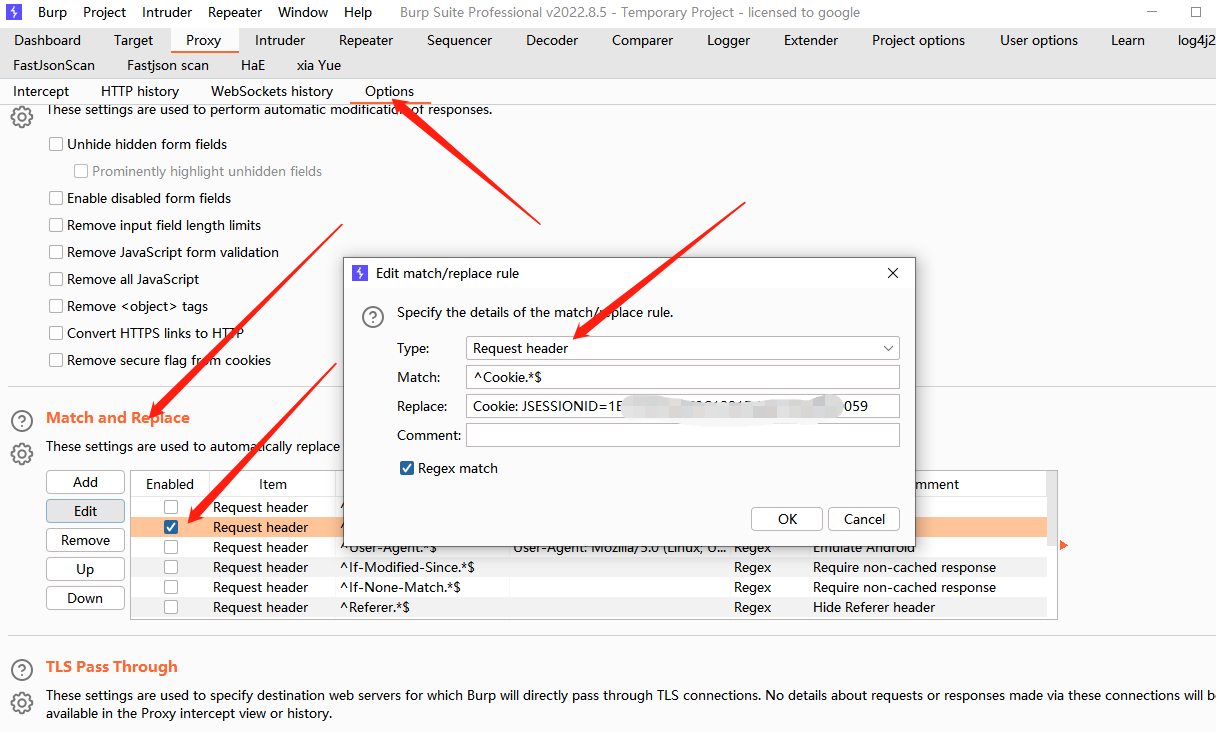 Burp Project Intruder Repeater Window Help Burp Suite Professional v2022.8.5 - Temporary Project - licensed to google
Dashboard Target Proxy Intruder Repeater Sequencer Decoder Comparer Logger Extender Project options User options Learn log4j2
FastJsonScan Fastjson scan HaE xia Yue
Intercept HTTP history WebSockets history Options
These settings are used to perform automatic modification of responses.
Unhide hidden form fields
Prominently highlight unhidden fields
Enable disabled form fields
Remove input field length limits
Remove JavaScript form validation
Remove all JavaScript
Remove <object> tags
Convert HTTPS links to HTTP
Remove secure flag from cookies
Edit match/replace rule
Specify the details of the match/replace rule.
Type: Request header
Match: ^Cookie.*$
Replace: Cookie: JSESSIONID=1E 059
Comment:
Regex match
OK Cancel
Match and Replace
These settings are used to automatically replace
Add
Edit
Remove
Up
Down
Enabled Item mment
Request header ^
Request header ^
Request header ^User-Agent.*$ User-Agent: Mozilla/5.0 (Linux; U... Regex Emulate Android
Request header ^If-Modified-Since.*$ Regex Require non-cached response
Request header ^If-None-Match.*$ Regex Require non-cached response
Request header ^Referer.*$ Regex Hide Referer header
TLS Pass Through
These settings are used to specify destination web servers for which Burp will directly pass through TLS connections. No details about requests or responses made via these connections will be
available in the Proxy intercept view or history.